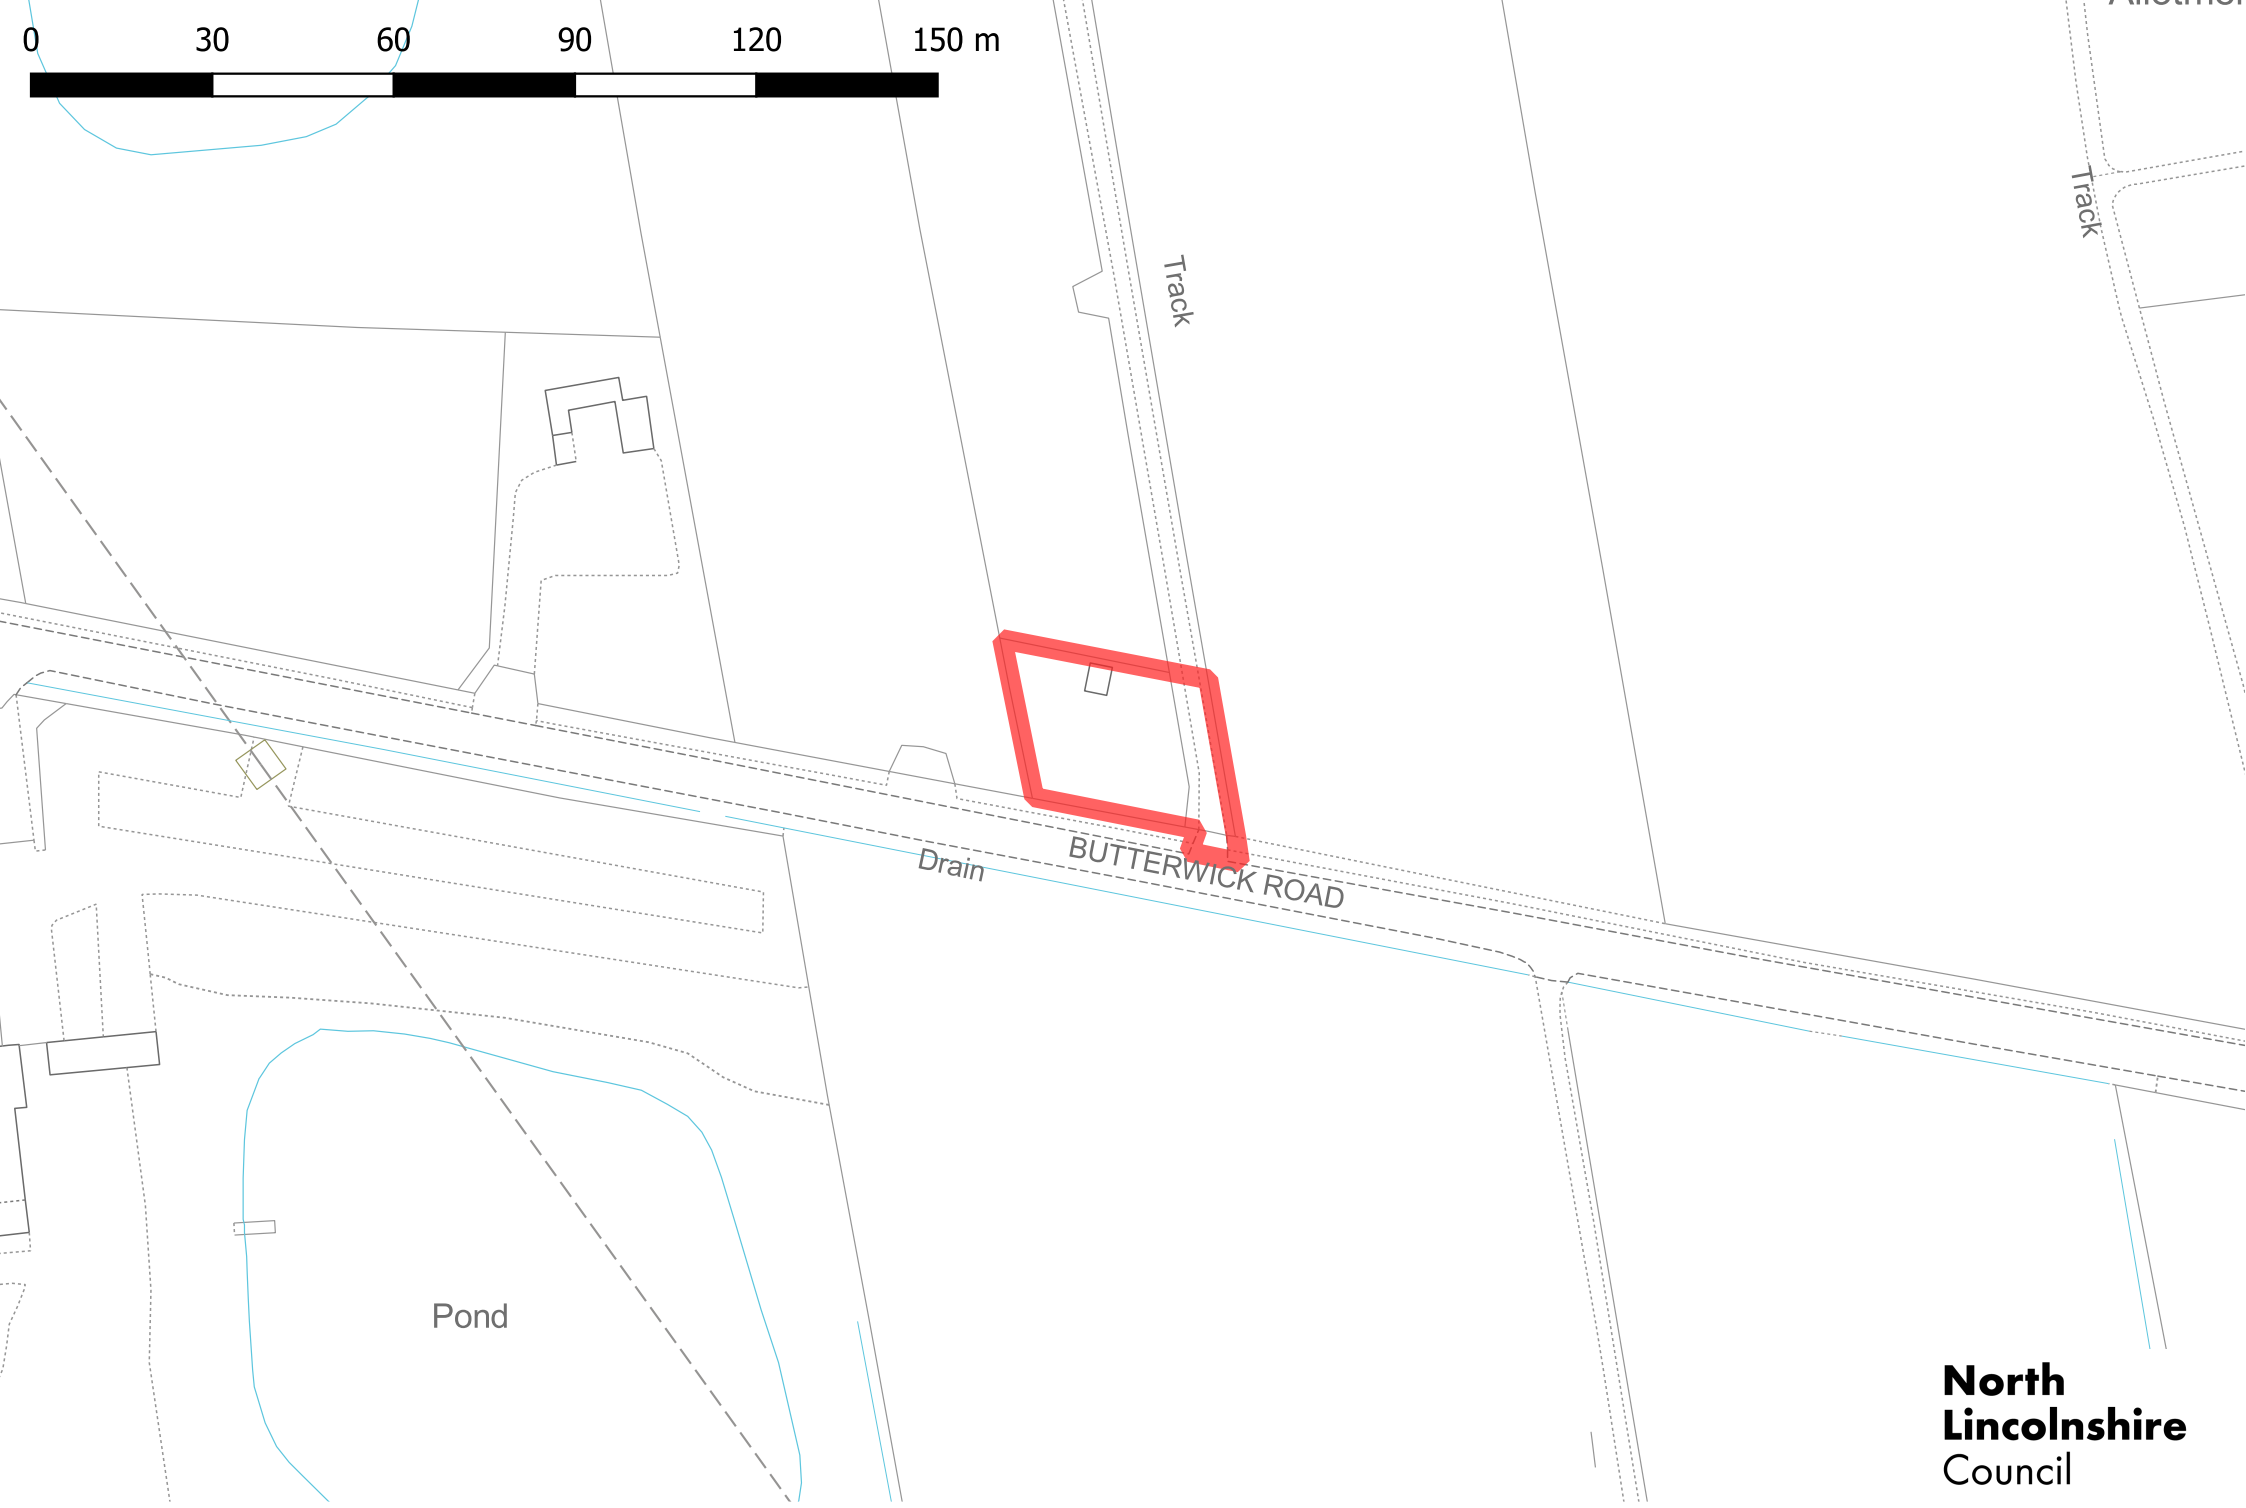 0 30 60 90 120 150 m
Track
Track
Drain
BUTTERWICK ROAD
Pond
North
Lincolnshire
Council